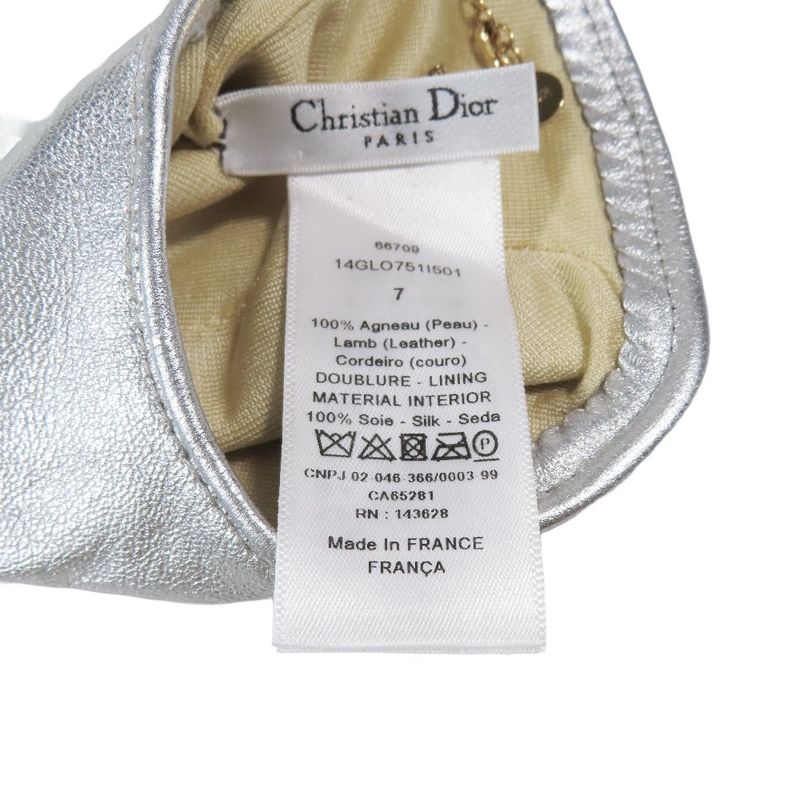 Christian Dior
PARIS
66709
14GLO751I501
7
100% Agneau (Peau) -
Lamb (Leather) -
Cordeiro (couro)
DOUBLURE - LINING
MATERIAL INTERIOR
100% Soie - Silk - Seda
P
CNPJ 02-046-366/0003-99
CA65281
RN : 143628
Made In FRANCE
FRANÇA